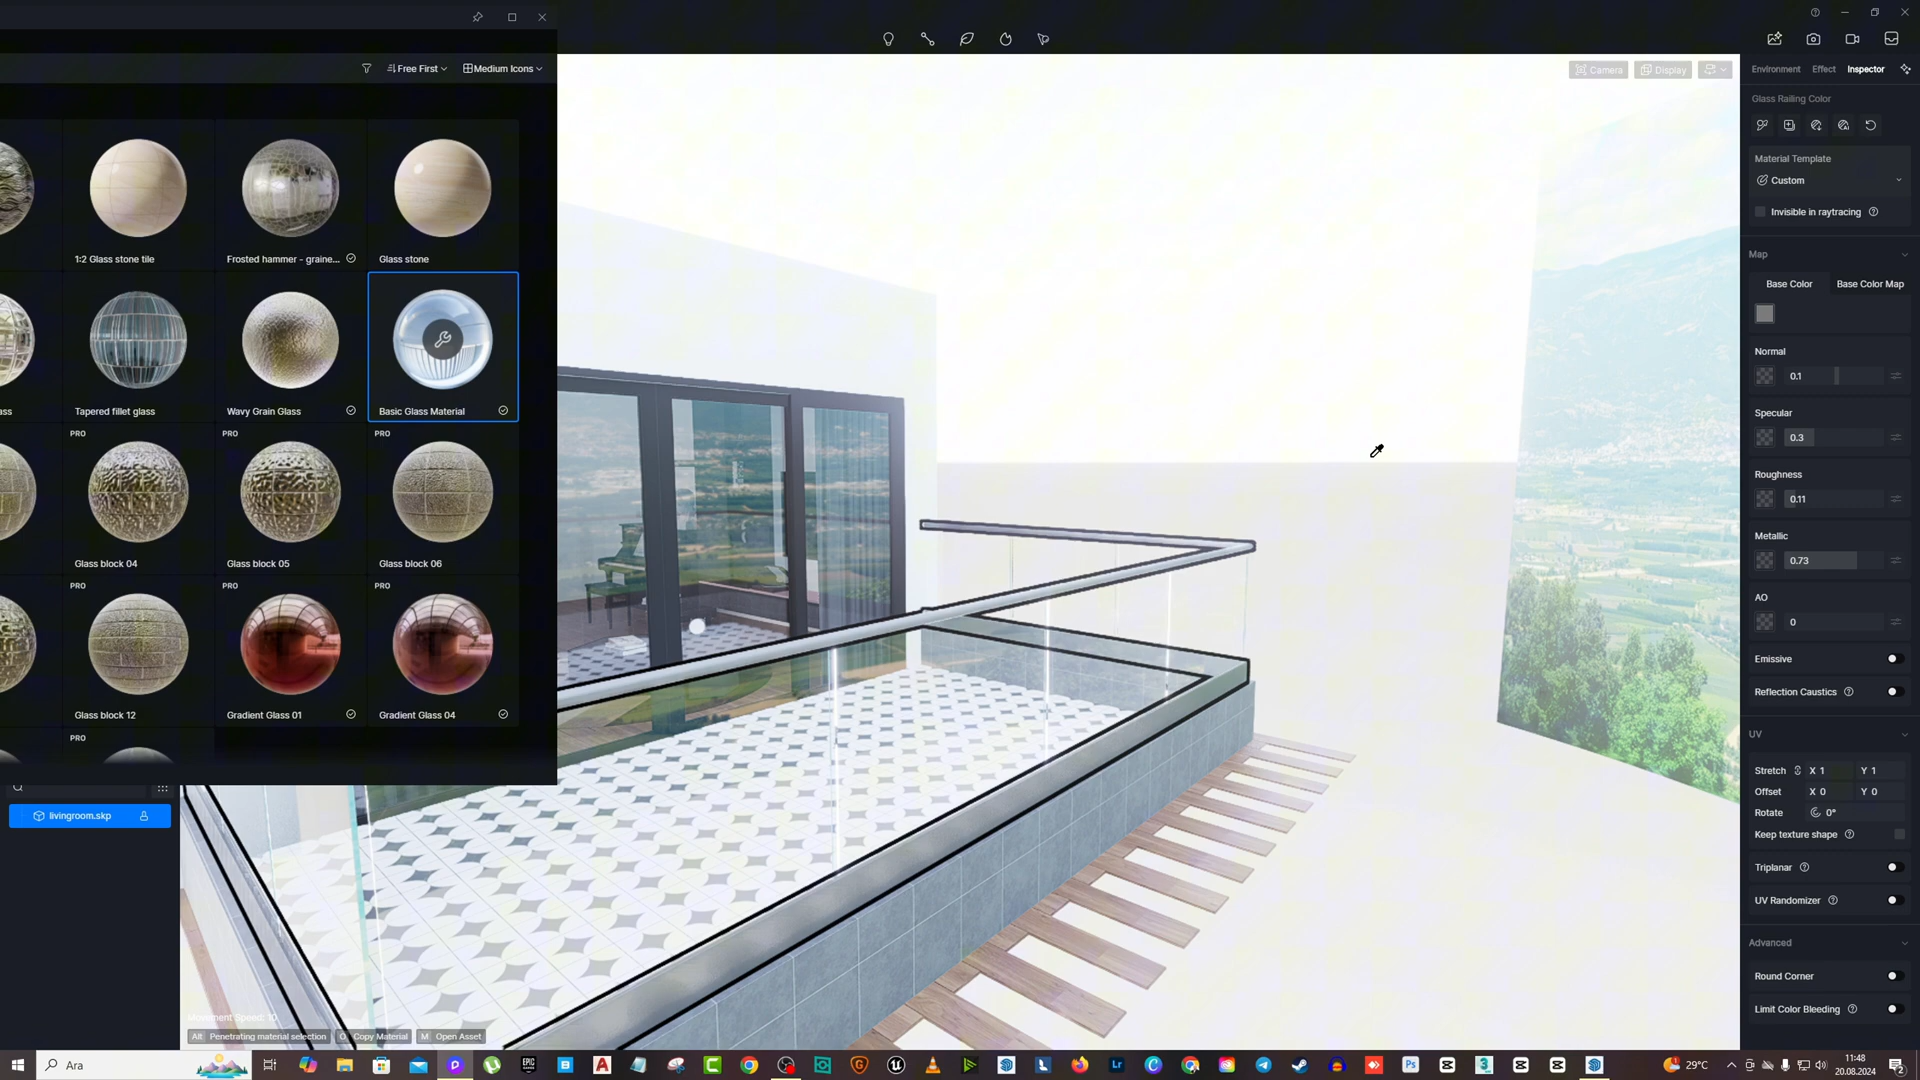 Free First
Medium Icons
Camera
Display
Environment
Effect
Inspector
Glass Railing Color
Material Template
Custom
Invisible in raytracing
Map
Base Color
Base Color Map
Normal
0.1
Specular
0.3
Roughness
0.11
Metallic
0.73
AO
0
Emissive
Reflection Caustics
UV
Stretch X 1 Y 1
Offset X 0 Y 0
Rotate 0°
Keep texture shape
Triplanar
UV Randomizer
Advanced
Round Corner
Limit Color Bleeding
1:2 Glass stone tile
Frosted hammer - graine...
Glass stone
ass
Tapered fillet glass
Wavy Grain Glass
Basic Glass Material
PRO
PRO
PRO
Glass block 04
Glass block 05
Glass block 06
PRO
PRO
PRO
Glass block 12
Gradient Glass 01
Gradient Glass 04
PRO
livingroom.skp
Movement Speed: 10
Alt Penetrating material selection
Copy Material
M Open Asset
Ara
29°C
11:48
20.08.2024